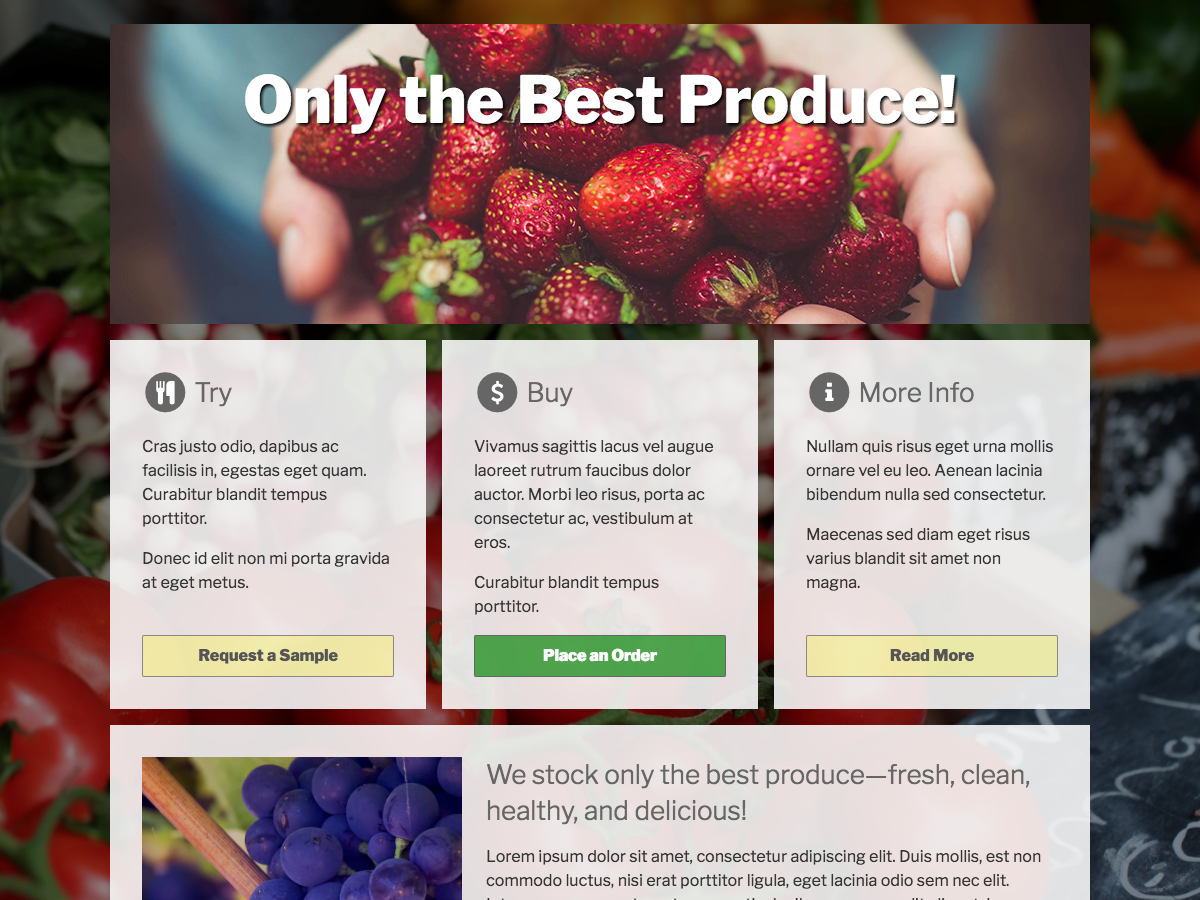 Only the Best Produce!
Try
Cras justo odio, dapibus ac
facilisis in, egestas eget quam.
Curabitur blandit tempus
porttitor.
Donec id elit non mi porta gravida
at eget metus.
Request a Sample
Buy
Vivamus sagittis lacus vel augue
laoreet rutrum faucibus dolor
auctor. Morbi leo risus, porta ac
consectetur ac, vestibulum at
eros.
Curabitur blandit tempus
porttitor.
Place an Order
More Info
Nullam quis risus eget urna mollis
ornare vel eu leo. Aenean lacinia
bibendum nulla sed consectetur.
Maecenas sed diam eget risus
varius blandit sit amet non
magna.
Read More
We stock only the best produce—fresh, clean,
healthy, and delicious!
Lorem ipsum dolor sit amet, consectetur adipiscing elit. Duis mollis, est non
commodo luctus, nisi erat porttitor ligula, eget lacinia odio sem nec elit.